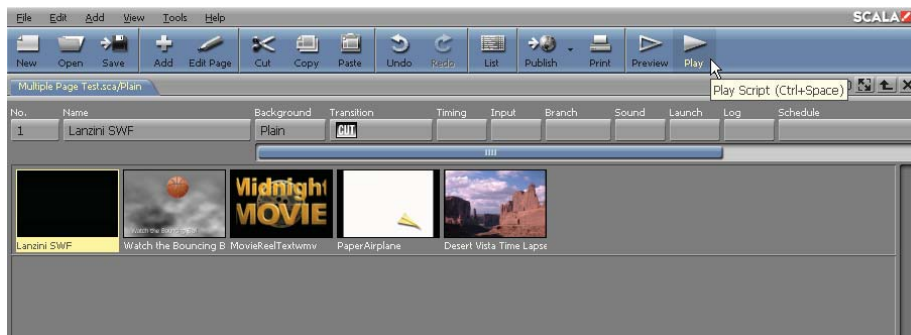 File Edit Add View Tools Help SCALA
New Open Save Add Edit Page Cut Copy Paste Undo Redo List Publish Print Preview Play
Multiple Page Test.sca/Plain
Play Script (Ctrl+Space)
No. Name Background Transition Timing Input Branch Sound Launch Log Schedule
1 Lanzini SWF Plain CUT
Midnight
MOVIE
Watch the Bouncing
Lanzini SWF Watch the Bouncing B MovieReelTextwmv PaperAirplane Desert Vista Time Lapse